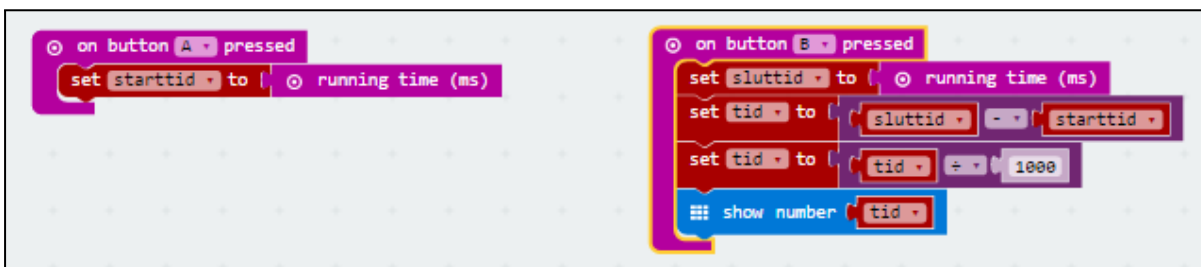 on button A pressed
set starttid to running time (ms)
on button B pressed
set sluttid to running time (ms)
set tid to sluttid - starttid
set tid to tid ÷ 1000
show number tid